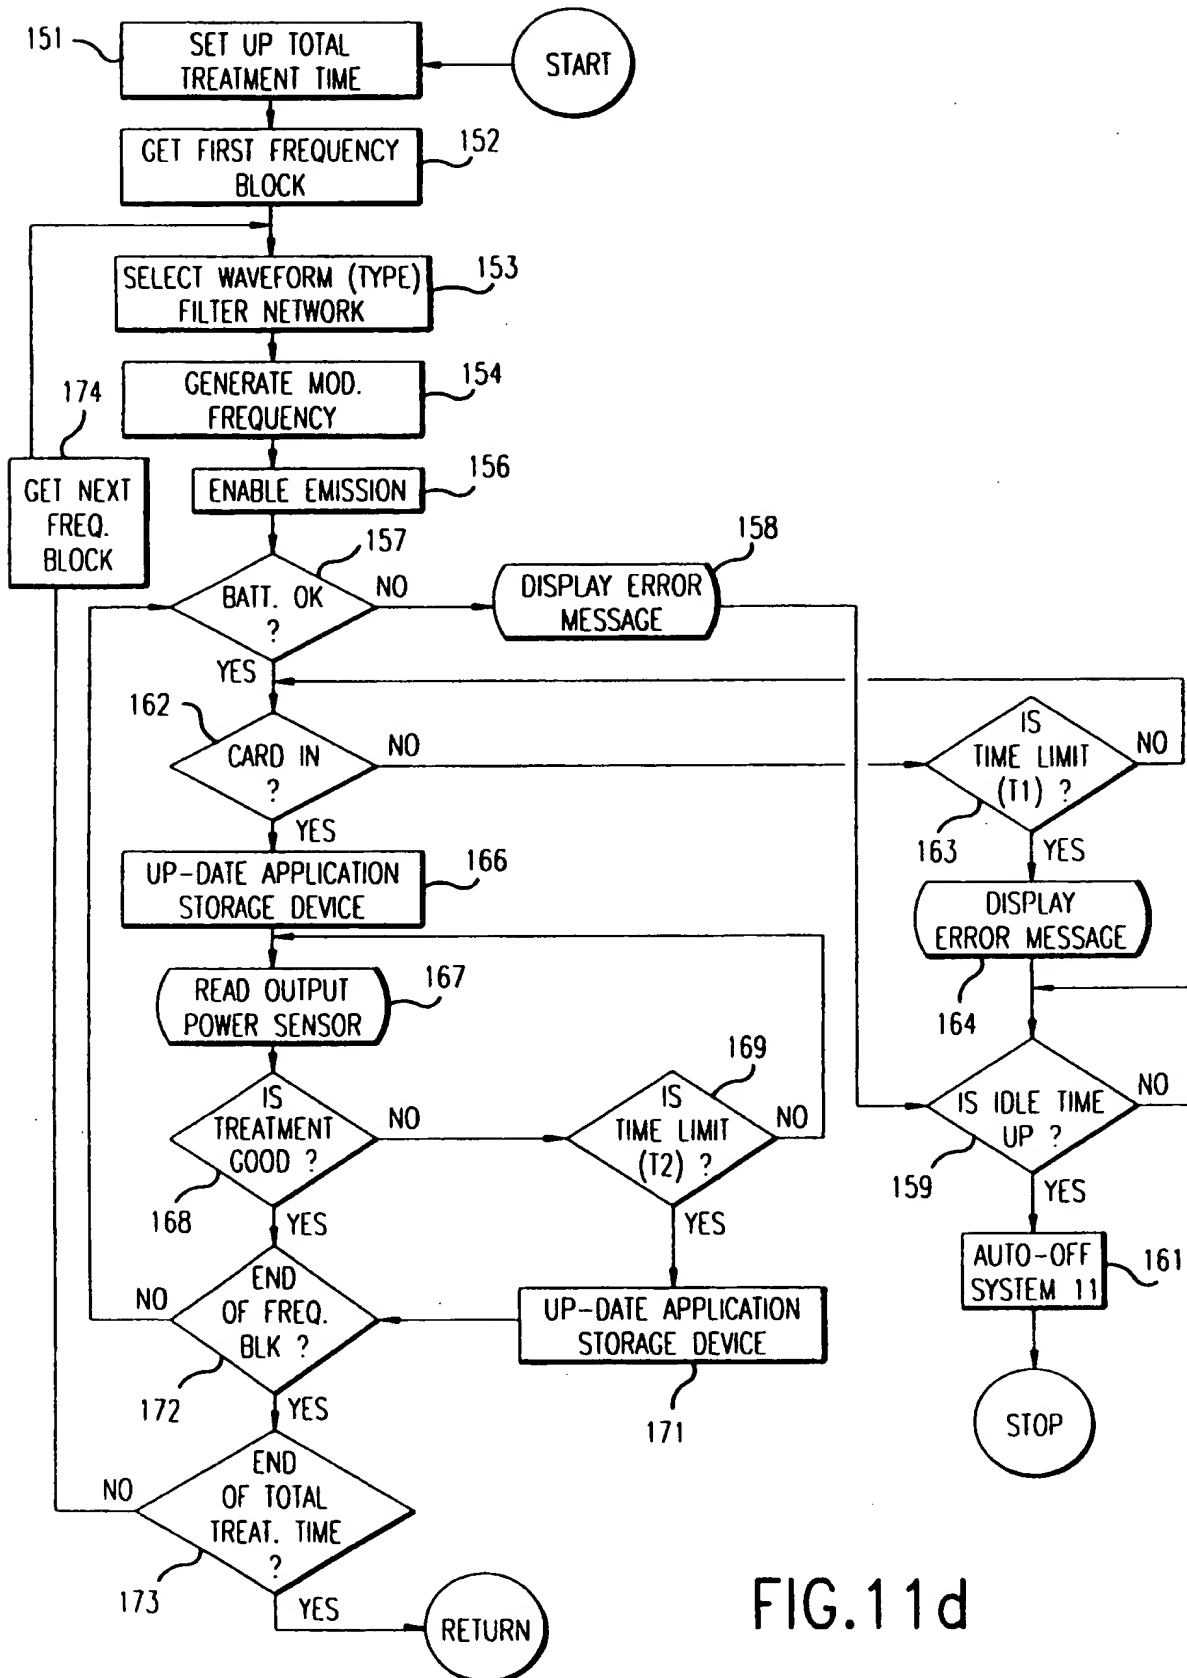 151
SET UP TOTAL
TREATMENT TIME
START
GET FIRST FREQUENCY
BLOCK
152
SELECT WAVEFORM (TYPE)
FILTER NETWORK
153
GENERATE MOD.
FREQUENCY
154
174
GET NEXT
FREQ.
BLOCK
ENABLE EMISSION
156
BATT. OK
?
157
NO
YES
DISPLAY ERROR
MESSAGE
158
162
CARD IN
?
NO
YES
IS
TIME LIMIT
(T1) ?
NO
163
YES
UP-DATE APPLICATION
STORAGE DEVICE
166
DISPLAY
ERROR MESSAGE
164
READ OUTPUT
POWER SENSOR
167
IS
TREATMENT
GOOD ?
NO
168
YES
169
IS
TIME LIMIT
(T2) ?
NO
YES
IS IDLE TIME
UP ?
NO
159
YES
AUTO-OFF
SYSTEM 11
161
END
OF FREQ.
BLK ?
NO
172
YES
UP-DATE APPLICATION
STORAGE DEVICE
171
STOP
END
OF TOTAL
TREAT. TIME
?
NO
173
YES
RETURN
FIG.11d